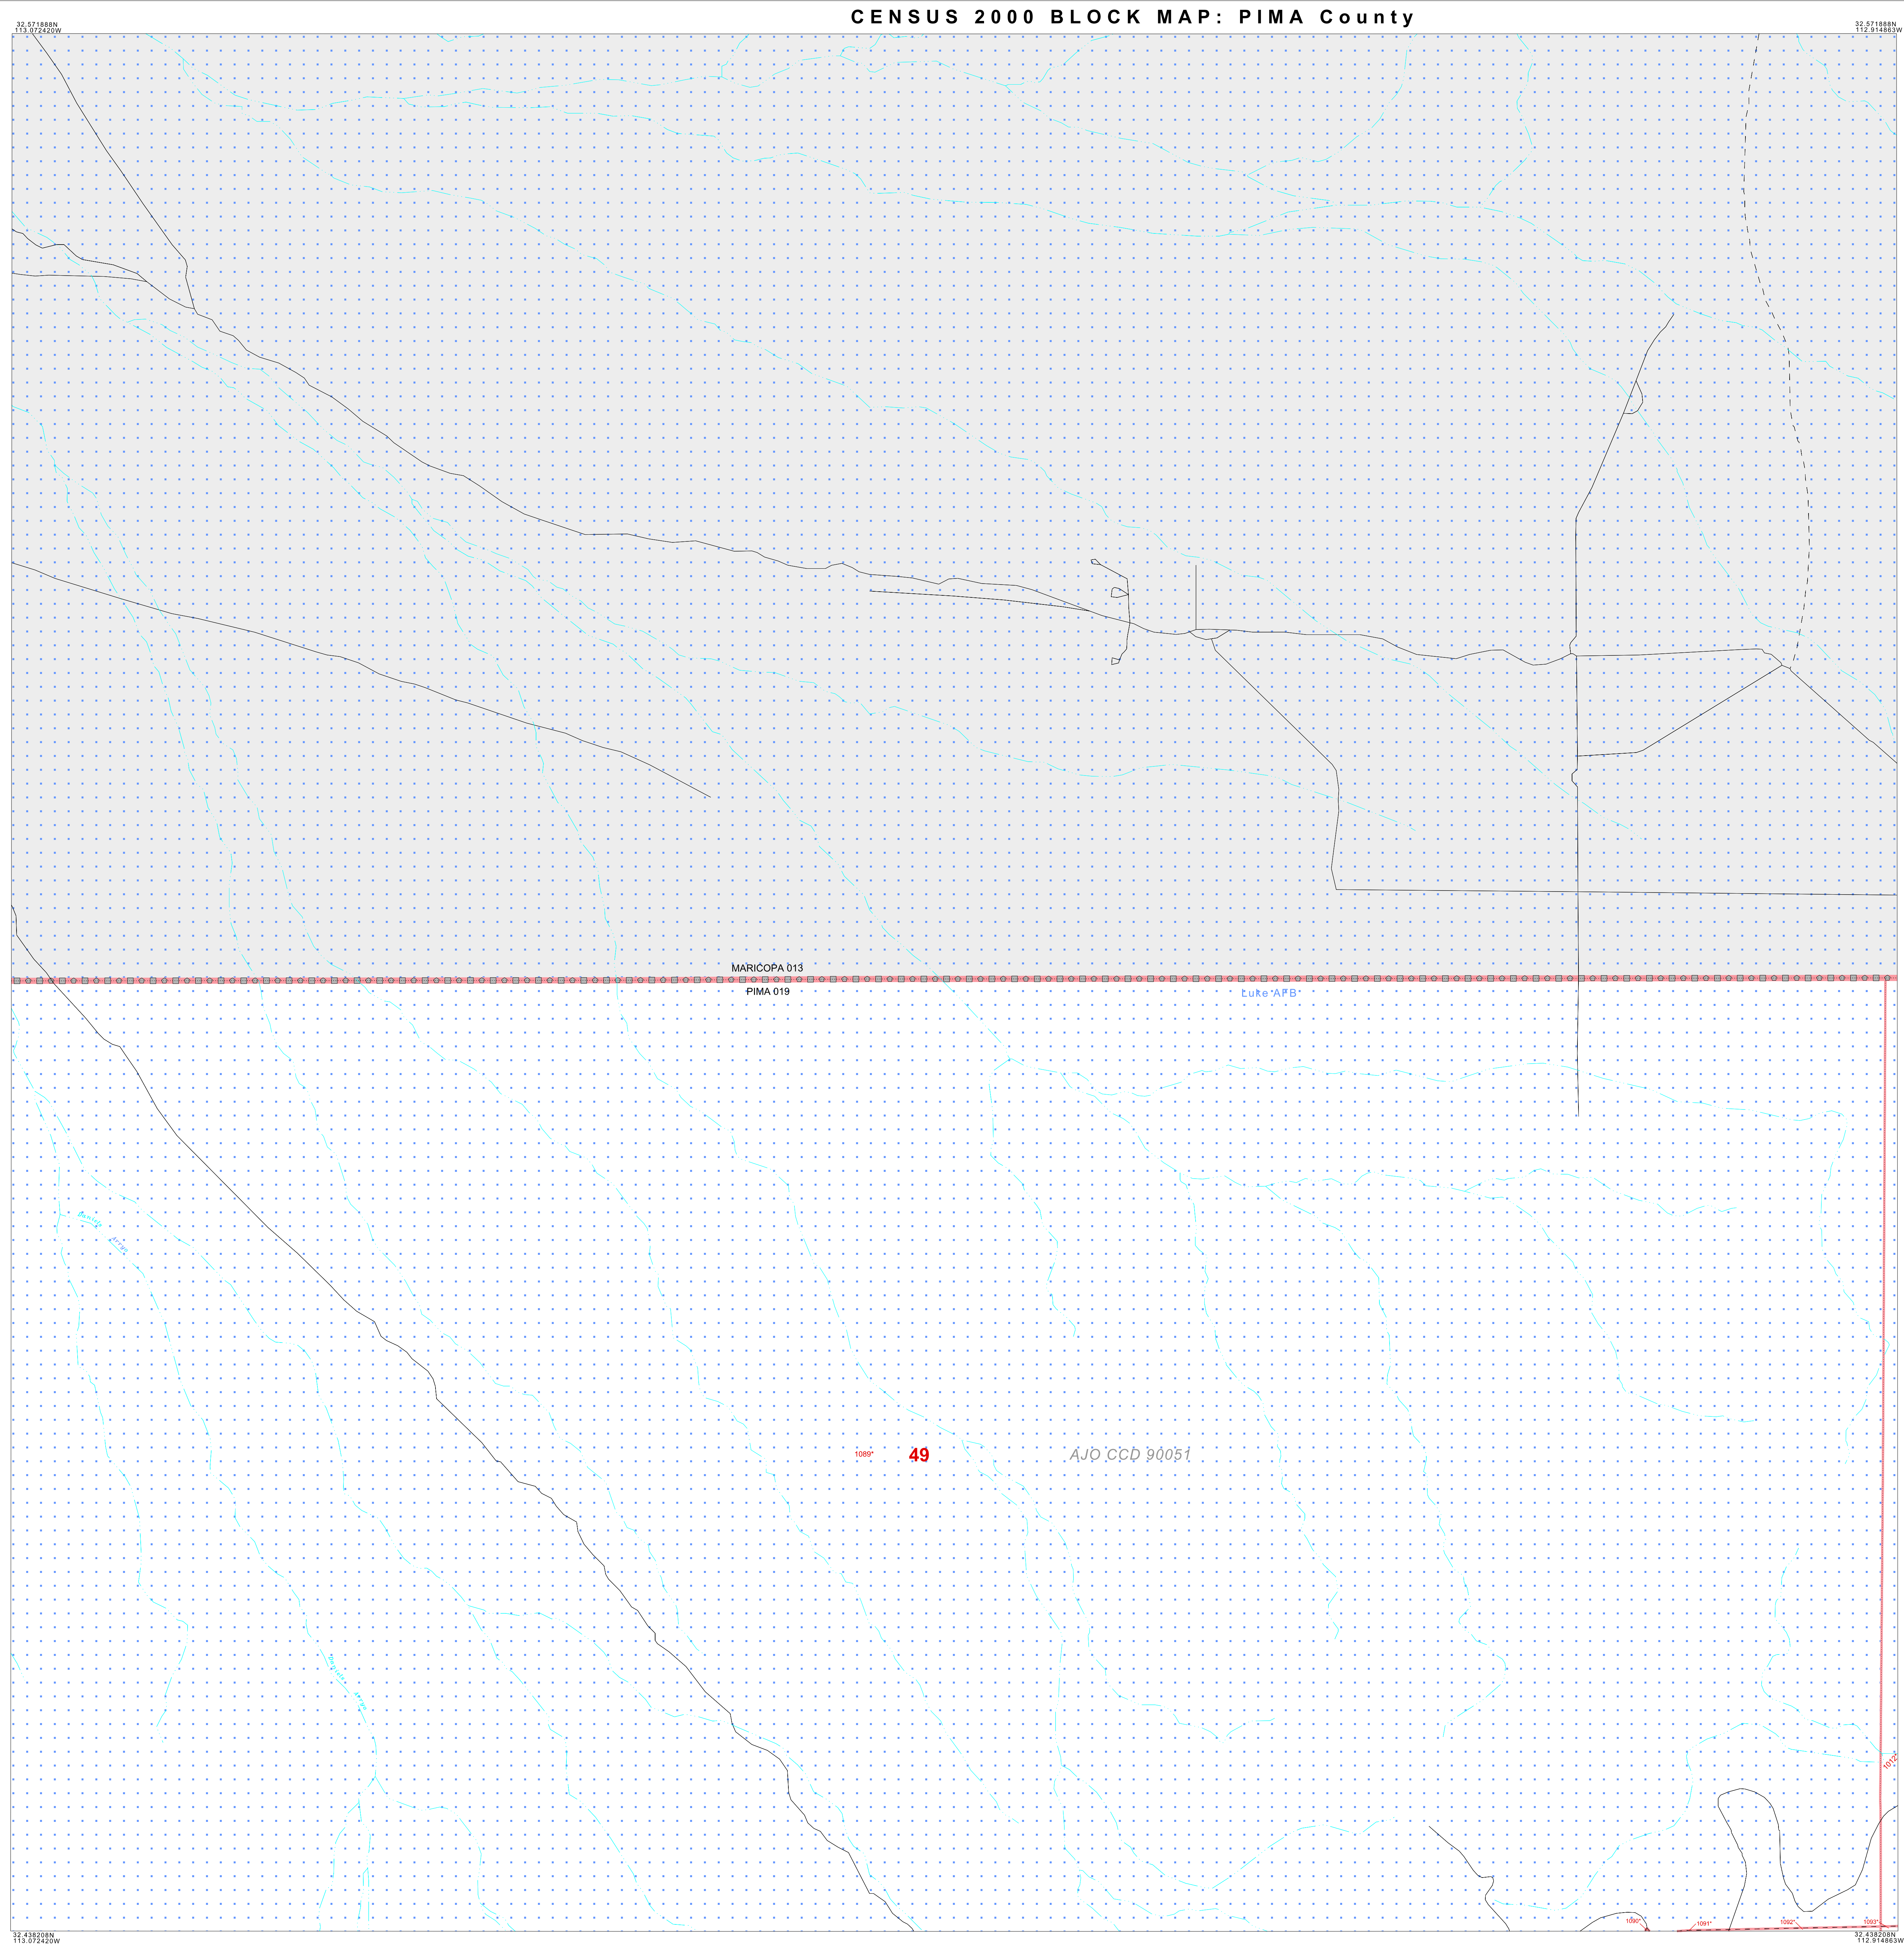 CENSUS 2000 BLOCK MAP: PIMA County
32.571888N
113.072420W
32.571888N
112.914863W
MARICOPA 013
PIMA 019
Luke AFB
1089*
49
AJO CCD 90051
1012*
1090*
1091*
1092*
1093*
32.438208N
113.072420W
32.438208N
112.914863W